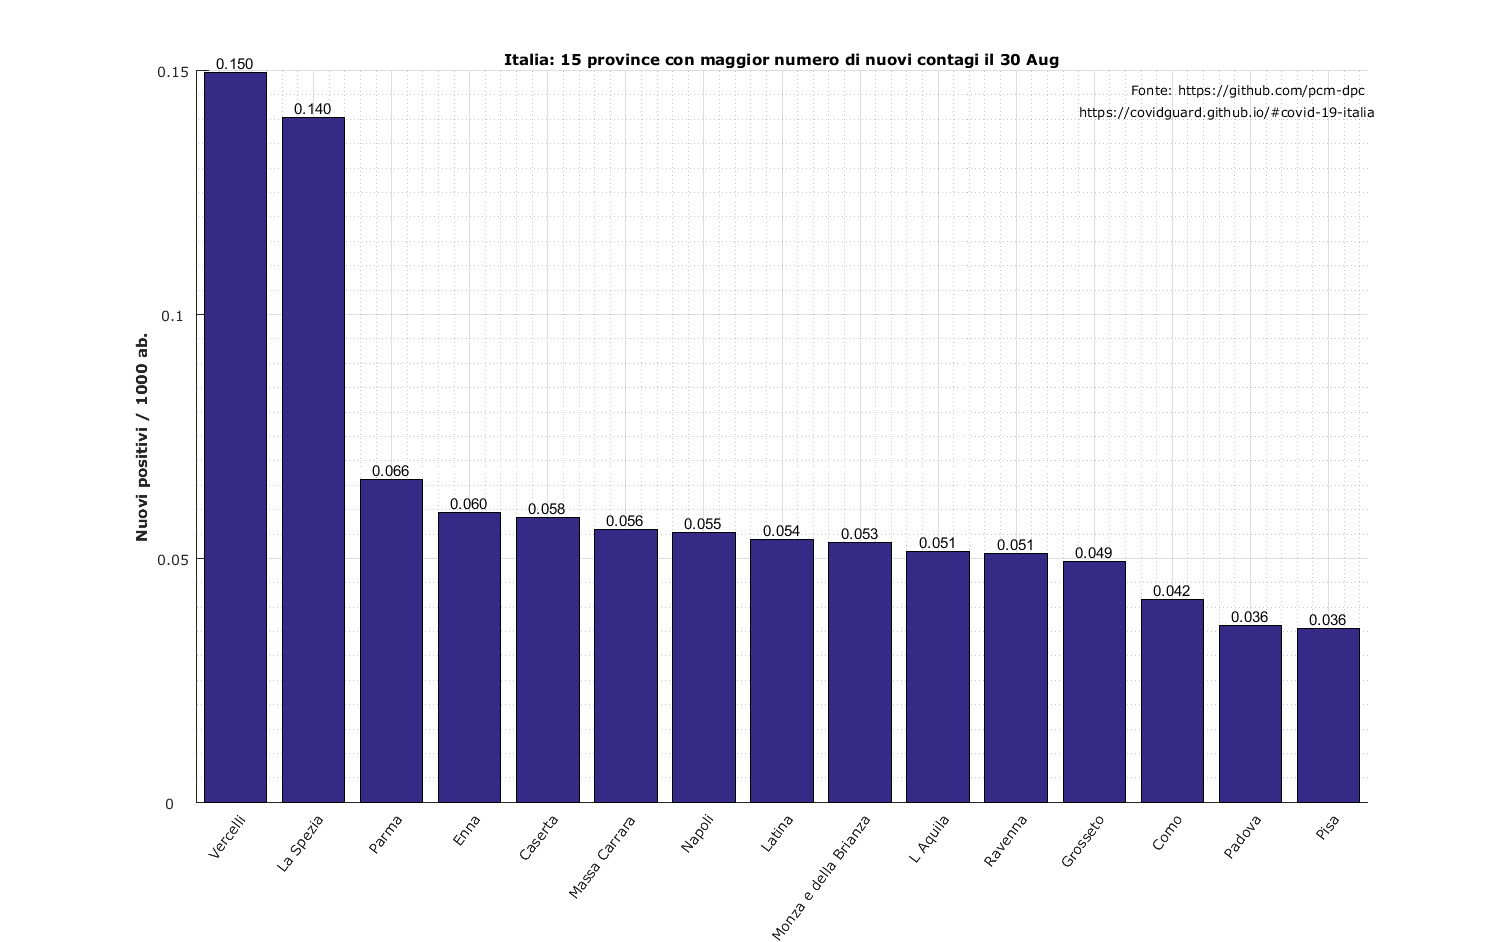 Italia: 15 province con maggior numero di nuovi contagi il 30 Aug
Fonte: https://github.com/pcm-dpc
https://covidguard.github.io/#covid-19-italia
Nuovi positivi / 1000 ab.
0.15
0.1
0.05
0
0.150
0.140
0.066
0.060
0.058
0.056
0.055
0.054
0.053
0.051
0.051
0.049
0.042
0.036
0.036
Vercelli
La Spezia
Parma
Enna
Caserta
Massa Carrara
Napoli
Latina
Monza e della Brianza
L Aquila
Ravenna
Grosseto
Como
Padova
Pisa